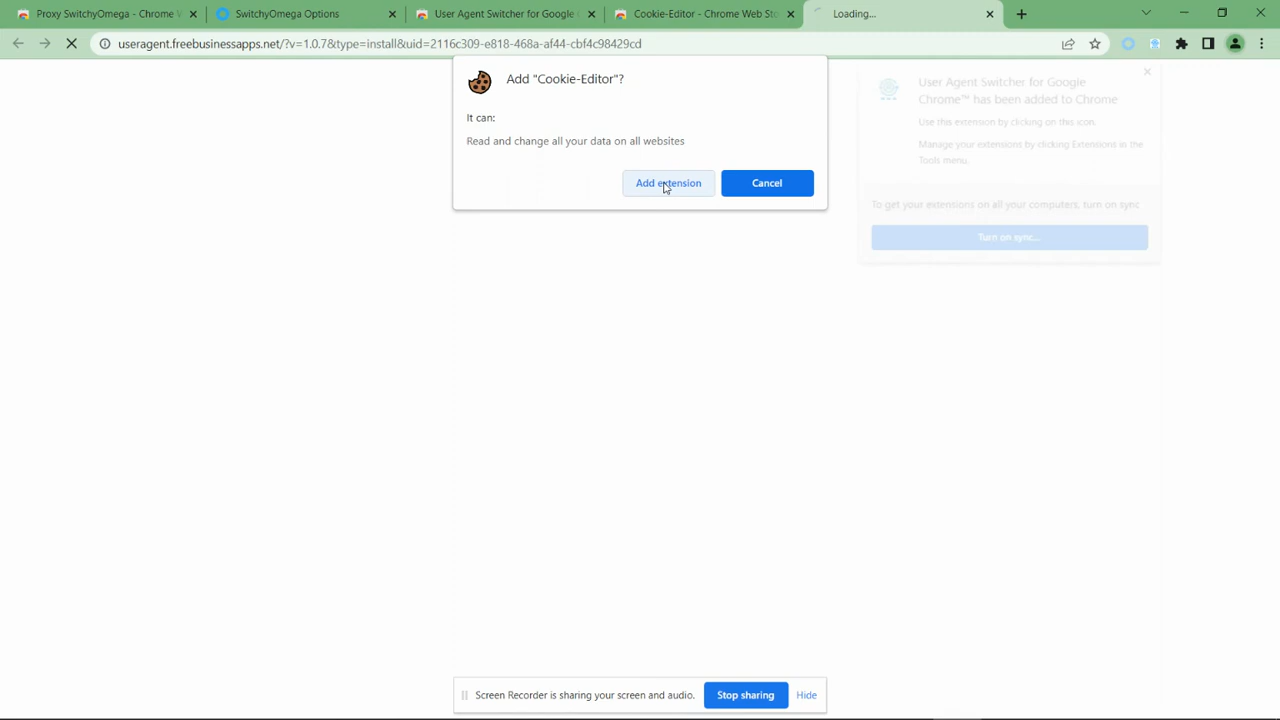 Proxy SwitchyOmega - Chrome W
SwitchyOmega Options
User Agent Switcher for Google C
Cookie-Editor - Chrome Web Sto
Loading...
useragent.freebusinessapps.net/?v=1.0.7&type=install&uid=2116c309-e818-468a-af44-cbf4c98429cd
Add "Cookie-Editor"?
It can:
Read and change all your data on all websites
Add extension
Cancel
User Agent Switcher for Google
Chrome™ has been added to Chrome
Use this extension by clicking on this icon.
Manage your extensions by clicking Extensions in the
Tools menu.
To get your extentions on all your computers, turn on sync
Turn on sync...
Screen Recorder is sharing your screen and audio.
Stop sharing
Hide